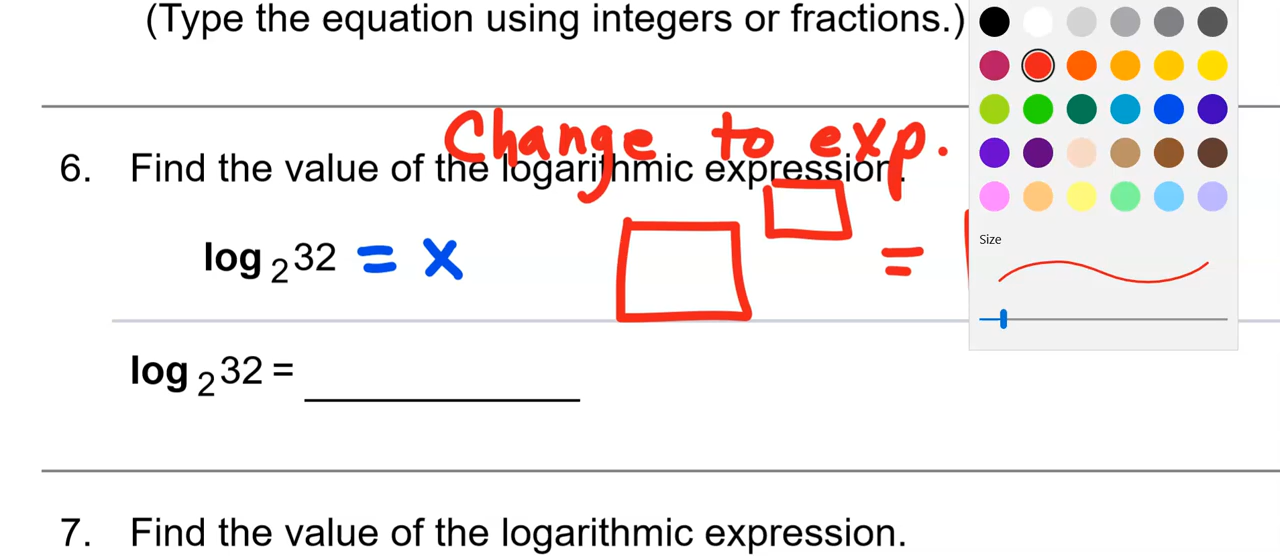 (Type the equation using integers or fractions.)
Change to exp.
6. Find the value of the logarithmic expression.
log₂32 = x
=
Size
log₂32 =
7. Find the value of the logarithmic expression.